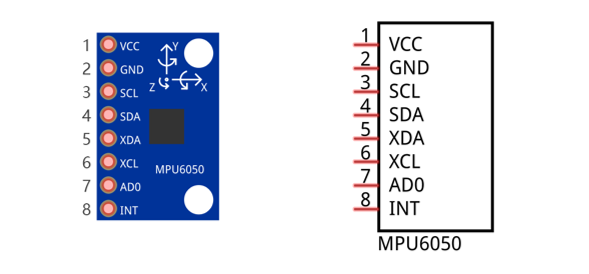 1 VCC
2 GND
3 SCL
4 SDA
5 XDA
6 XCL
7 AD0
8 INT
Y
Z X
MPU6050
1 VCC
2 GND
3 SCL
4 SDA
5 XDA
6 XCL
7 AD0
8 INT
MPU6050